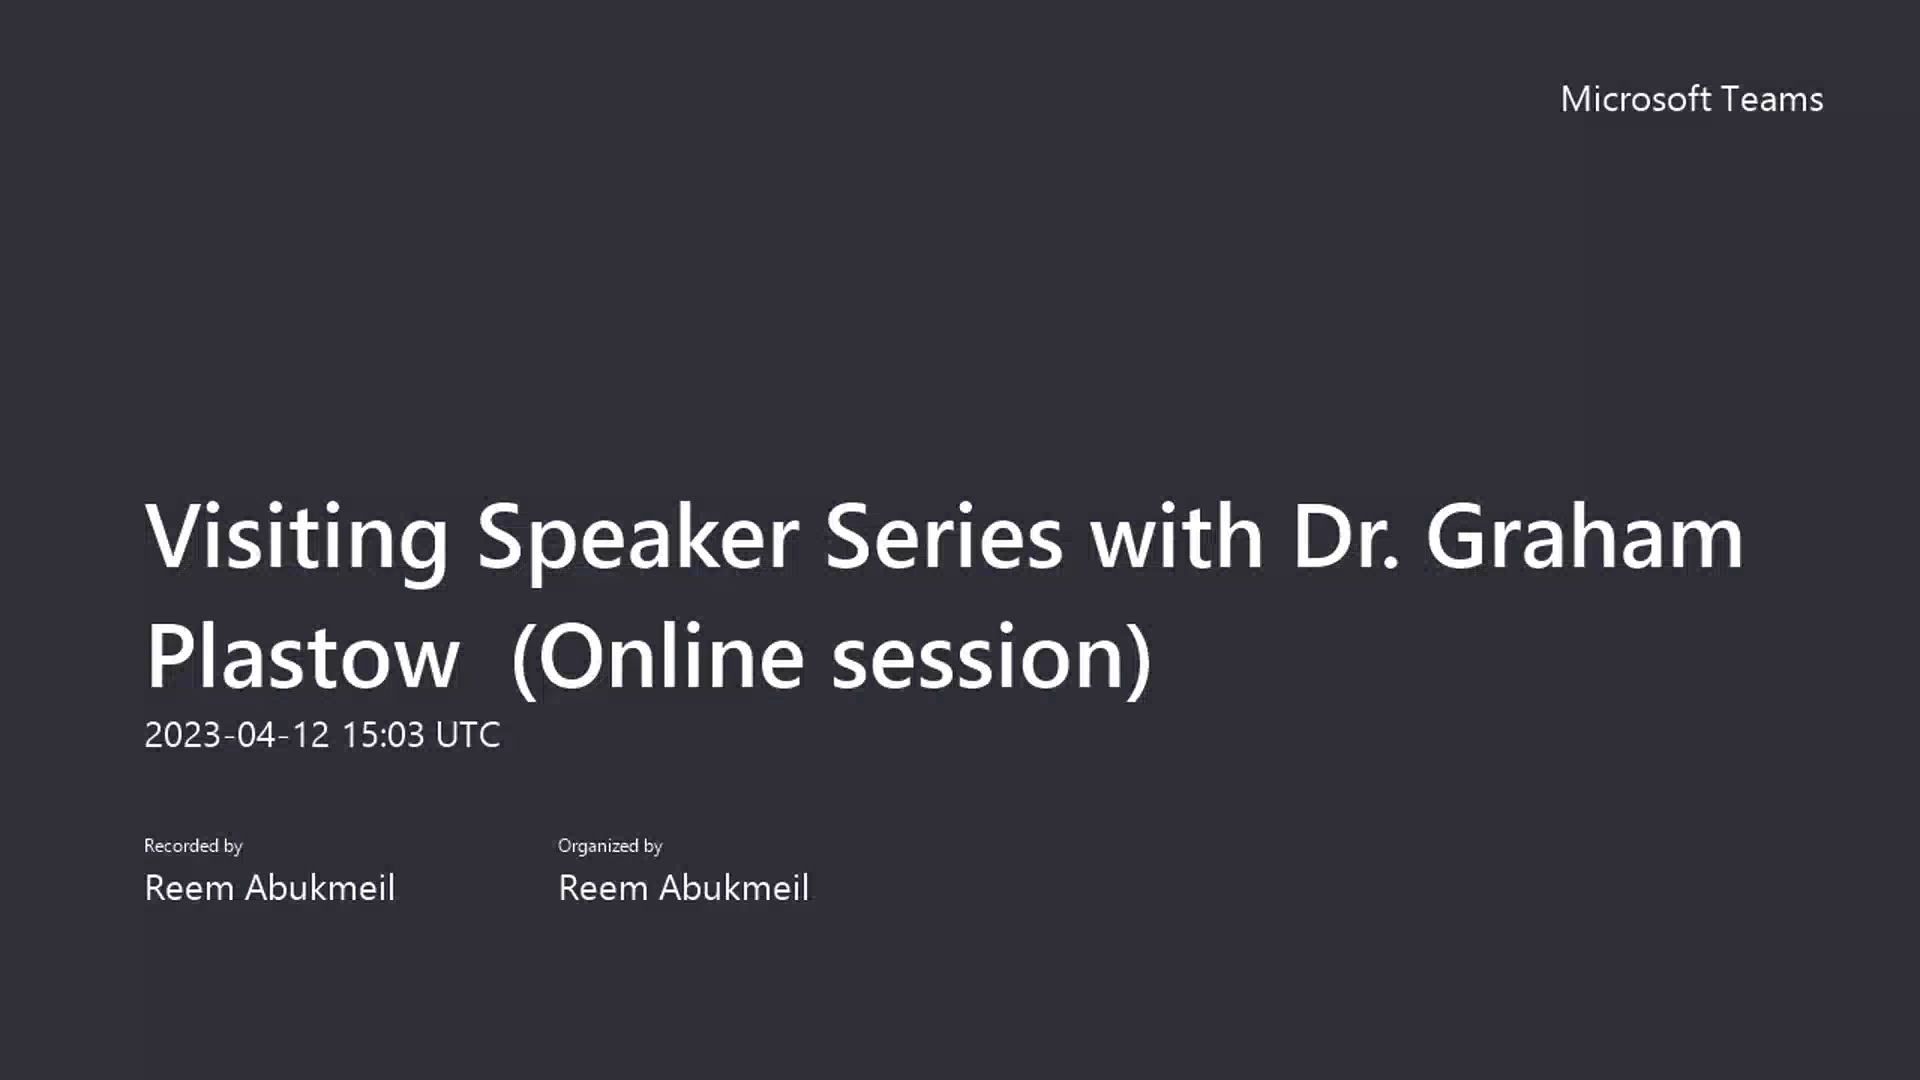 Microsoft Teams
Visiting Speaker Series with Dr. Graham
Plastow  (Online session)
2023-04-12 15:03 UTC
Recorded by
Reem Abukmeil
Organized by
Reem Abukmeil